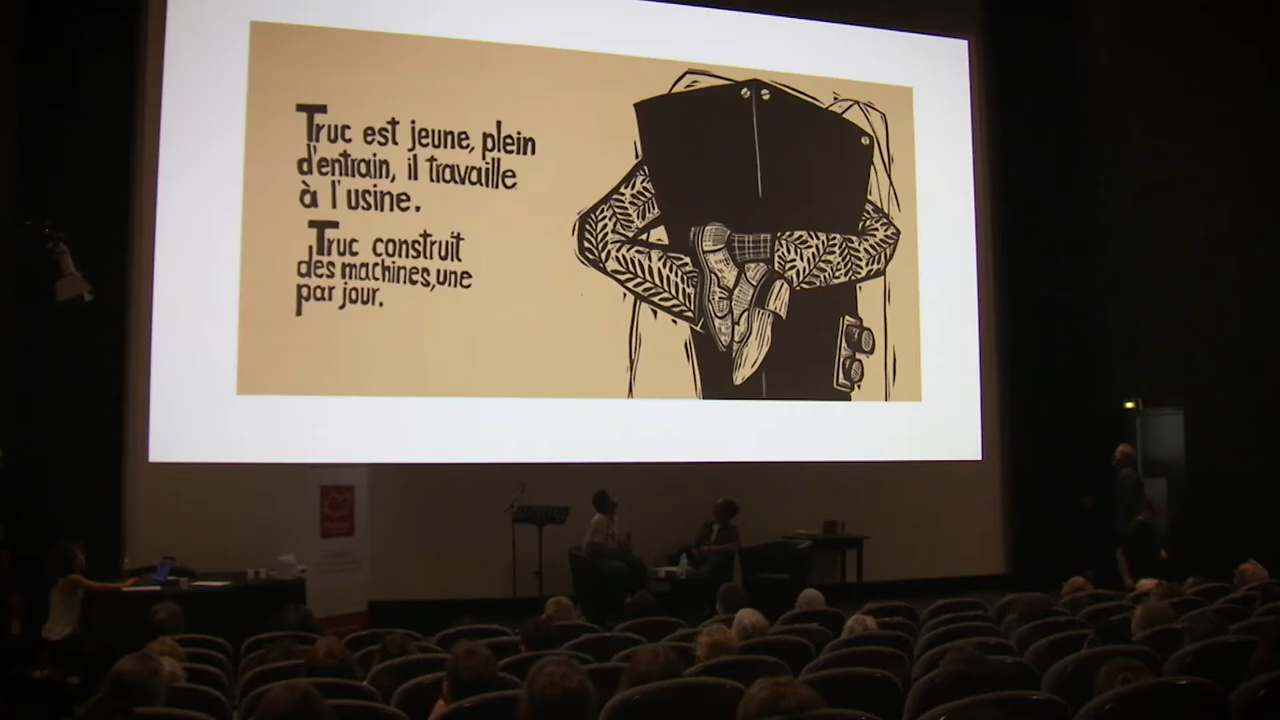 Truc est jeune, plein
d'entrain, il travaille
à l'usine.
Truc construit
des machines, une
par jour.